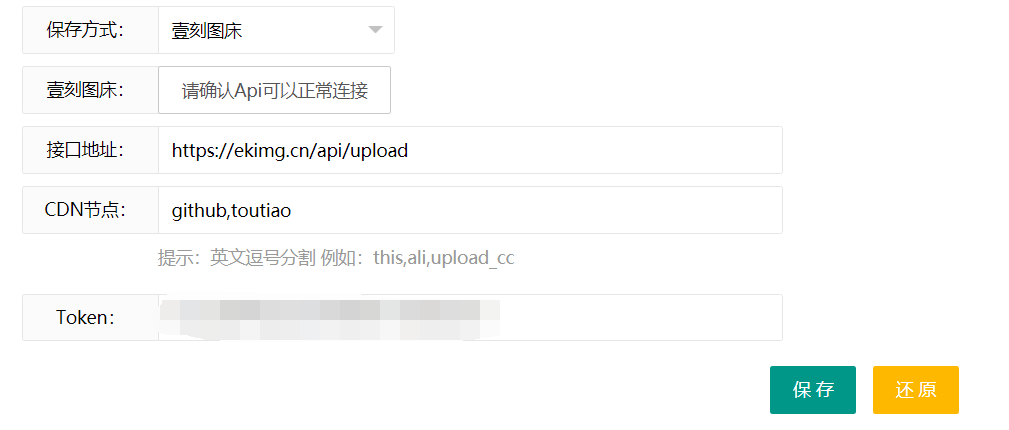 保存方式： 壹刻图床
壹刻图床： 请确认Api可以正常连接
接口地址： https://ekimg.cn/api/upload
CDN节点： github,toutiao
提示：英文逗号分割 例如：this,ali,upload_cc
Token：
保存 还原